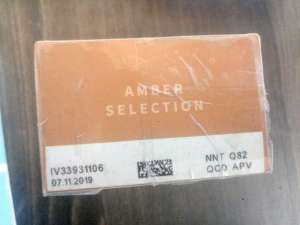 AMBER
SELECTION
IV33931106
07.11.2019
NNT Q82
QCD APV